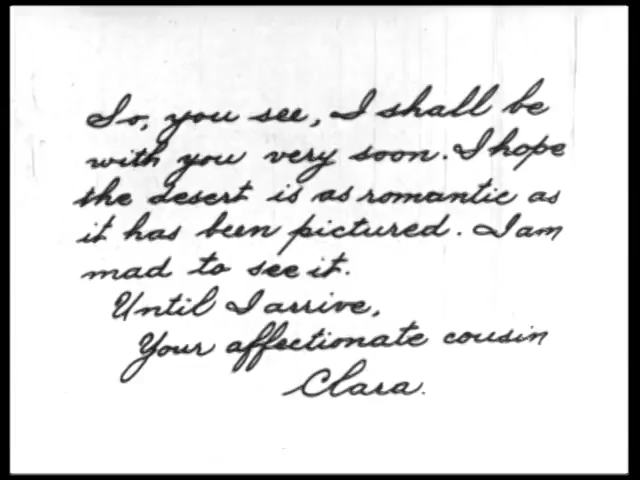 So, you see, I shall be
with you very soon. I hope
the desert is as romantic as
it has been pictured. I am
mad to see it.
Until I arrive,
Your affectionate cousin
Clara.